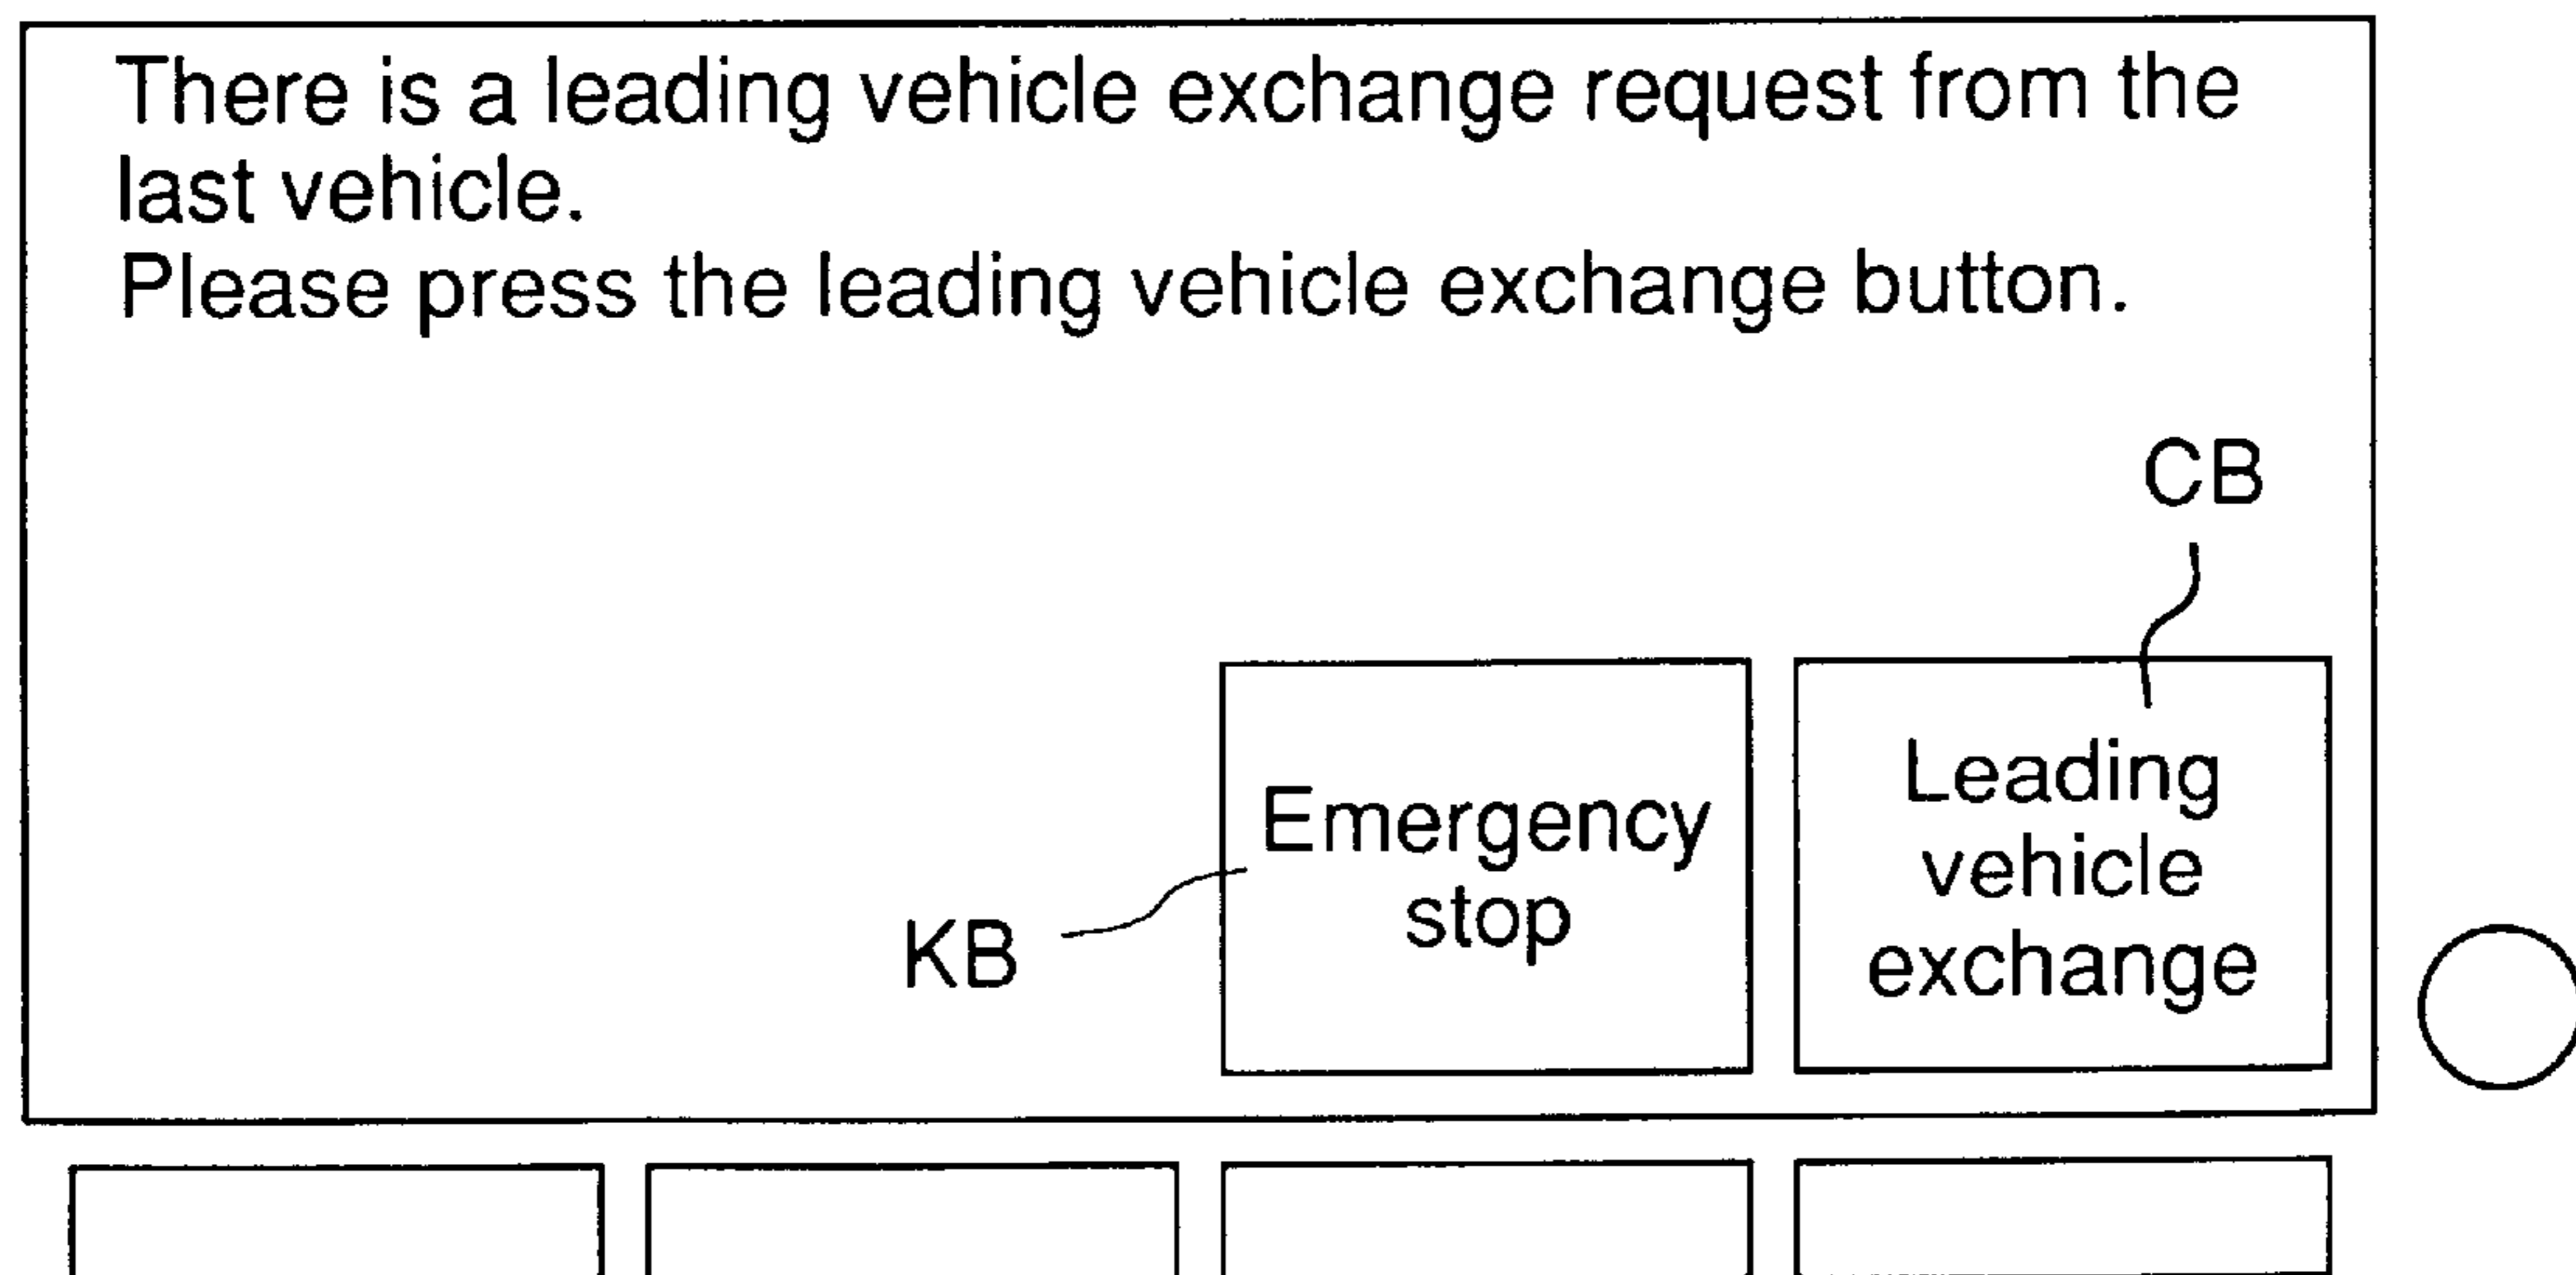 There is a leading vehicle exchange request from the
last vehicle.
Please press the leading vehicle exchange button.
CB
Emergency
stop
Leading
vehicle
exchange
KB